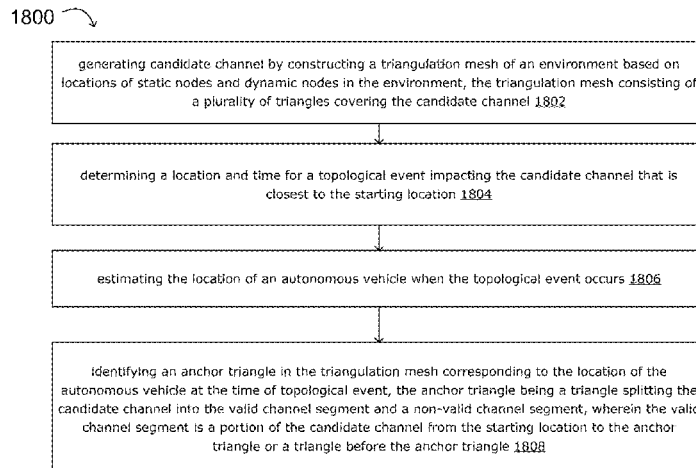 1800
generating candidate channel by constructing a triangulation mesh of an environment based on
locations of static nodes and dynamic nodes in the environment, the triangulation mesh consisting of
a plurality of triangles covering the candidate channel 1802
determining a location and time for a topological event impacting the candidate channel that is
closest to the starting location 1804
estimating the location of an autonomous vehicle when the topological event occurs 1806
identifying an anchor triangle in the triangulation mesh corresponding to the location of the
autonomous vehicle at the time of topological event, the anchor triangle being a triangle splitting the
candidate channel into the valid channel segment and a non-valid channel segment, wherein the valid
channel segment is a portion of the candidate channel from the starting location to the anchor
triangle or a triangle before the anchor triangle 1808